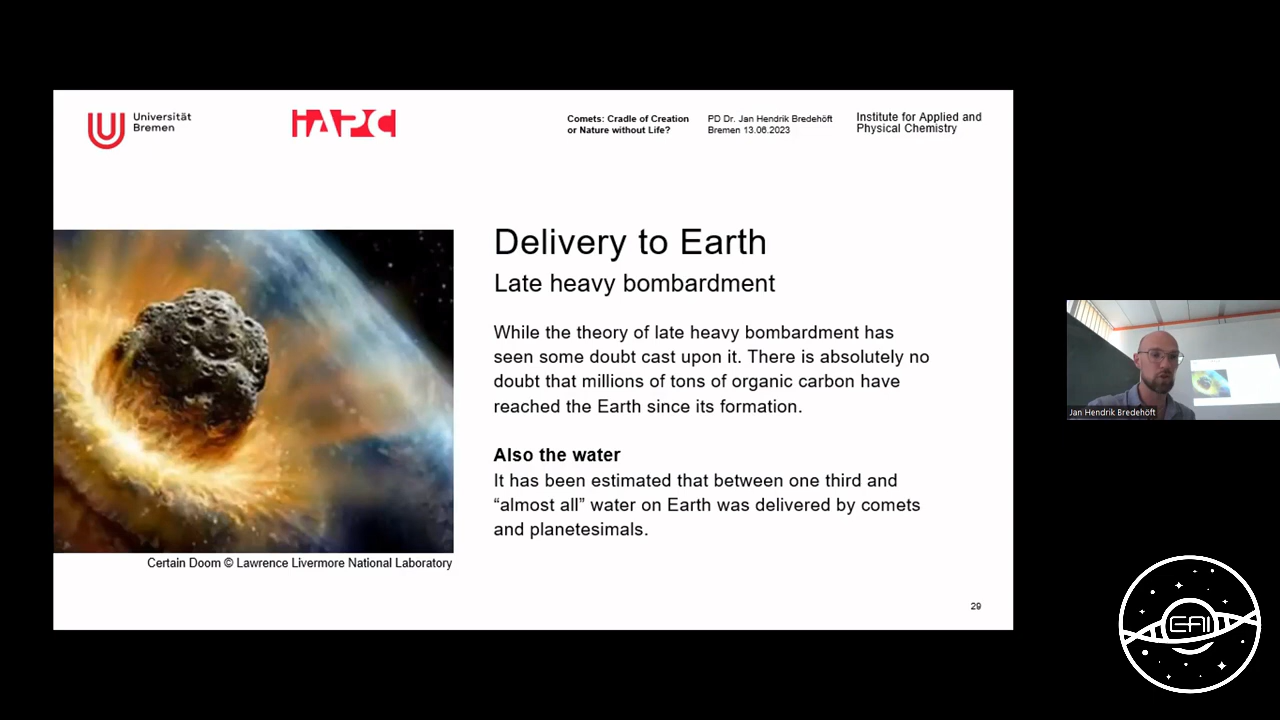 Universität
Bremen
iAPC
Comets: Cradle of Creation
or Nature without Life?
PD Dr. Jan Hendrik Bredehöft
Bremen 13.06.2023
Institute for Applied and
Physical Chemistry
Delivery to Earth
Late heavy bombardment
While the theory of late heavy bombardment has
seen some doubt cast upon it. There is absolutely no
doubt that millions of tons of organic carbon have
reached the Earth since its formation.
Also the water
It has been estimated that between one third and
“almost all” water on Earth was delivered by comets
and planetesimals.
Certain Doom © Lawrence Livermore National Laboratory
29
Jan Hendrik Bredehöft
EAI